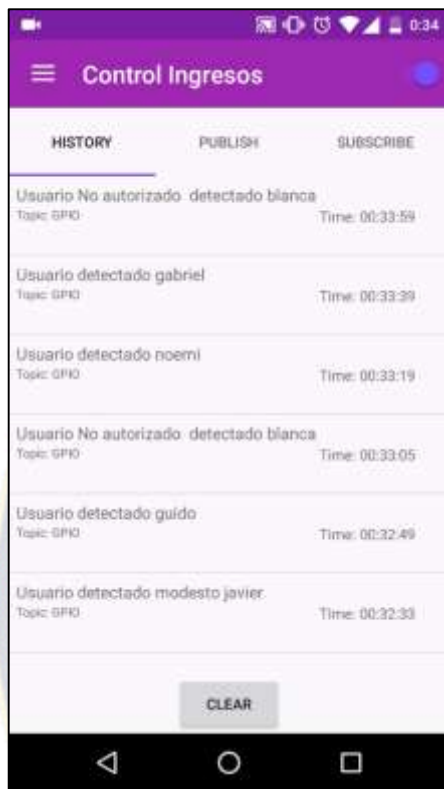 0:34
Control Ingresos
HISTORY PUBLISH SUBSCRIBE
Usuario No autorizado detectado blanca
Topic: GPIO Time: 00:33:59
Usuario detectado gabriel
Topic: GPIO Time: 00:33:39
Usuario detectado noemi
Topic: GPIO Time: 00:33:19
Usuario No autorizado detectado blanca
Topic: GPIO Time: 00:33:05
Usuario detectado guido
Topic: GPIO Time: 00:32:49
Usuario detectado modesto javier
Topic: GPIO Time: 00:32:33
CLEAR